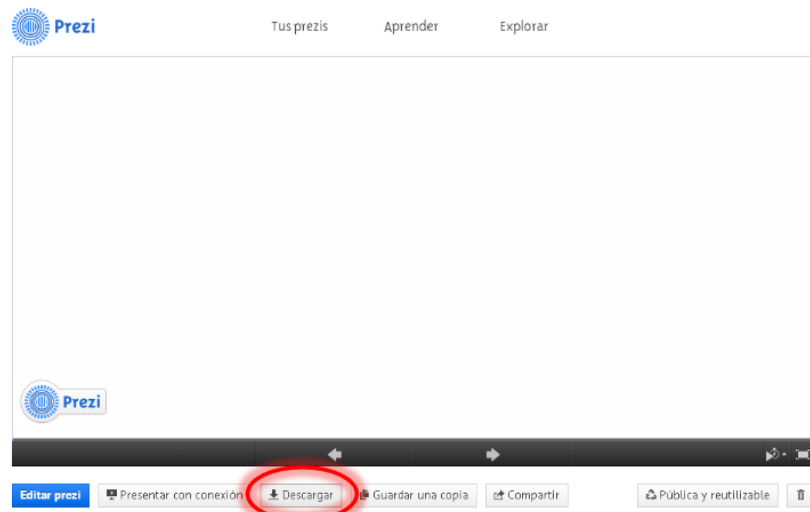 Prezi Tus prezis Aprender Explorar
Prezi
Editar prezi Presentar con conexión Descargar Guardar una copia Compartir Pública y reutilizable